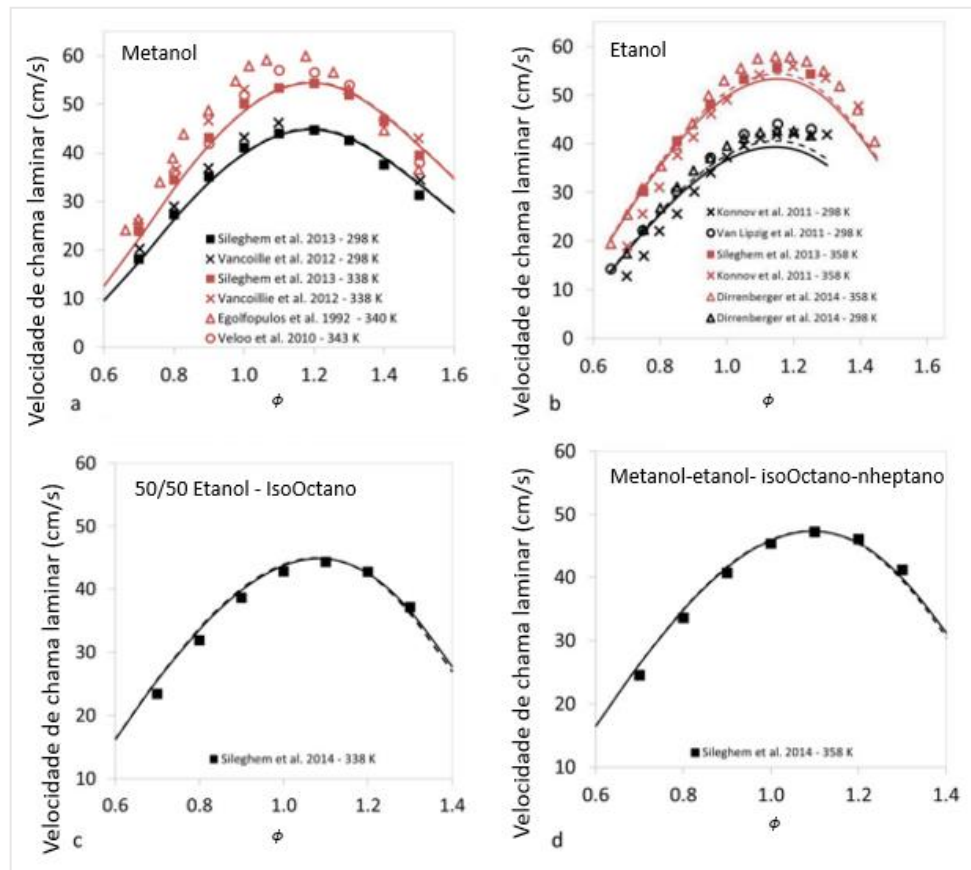 Metanol
Velocidade de chama laminar (cm/s)
60
50
40
30
20
10
0
0.6 0.8 1.0 1.2 1.4 1.6
Sileghem et al. 2013 - 298 K
Vancoille et al. 2012 - 298 K
Sileghem et al. 2013 - 338 K
Vancoillie et al. 2012 - 338 K
Egolfopulos et al. 1992 - 340 K
Veloo et al. 2010 - 343 K
a
ϕ
Etanol
Velocidade de chama laminar (cm/s)
60
50
40
30
20
10
0
0.6 0.8 1.0 1.2 1.4 1.6
Konnov et al. 2011 - 298 K
Van Lipzig et al. 2011 - 298 K
Sileghem et al. 2013 - 358 K
Konnov et al. 2011 - 358 K
Dirrenberger et al. 2014 - 358 K
Dirrenberger et al. 2014 - 298 K
b
ϕ
50/50 Etanol - IsoOctano
Velocidade de chama laminar (cm/s)
60
50
40
30
20
10
0.6 0.8 1.0 1.2 1.4
Sileghem et al. 2014 - 338 K
c
ϕ
Metanol-etanol- isoOctano-nheptano
Velocidade de chama laminar (cm/s)
60
50
40
30
20
10
0.6 0.8 1.0 1.2 1.4
Sileghem et al. 2014 - 358 K
d
ϕ